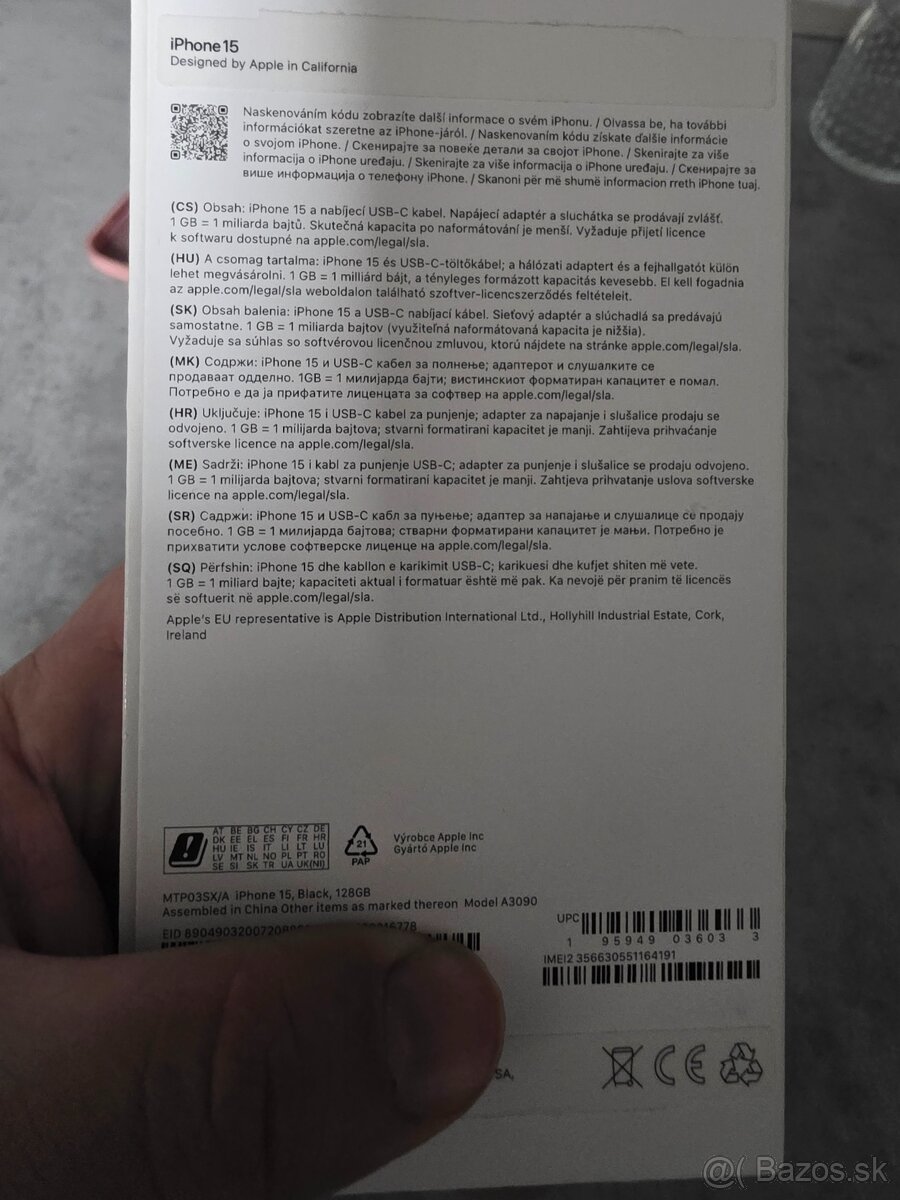 iPhone 15
Designed by Apple in California
Naskenováním kódu zobrazíte další informace o svém iPhonu. / Olvassa be, ha további
információkat szeretne az iPhone-járól. / Naskenovaním kódu získate ďalšie informácie
o svojom iPhone. / Скенирајте за повеќе детали за својот iPhone. / Skenirajte za više
informacija o iPhone uređaju. / Skenirajte za više informacija o iPhone uređaju. / Скенирајте за
више информација о телефону iPhone. / Skanoni për më shumë informacion rreth iPhone tuaj.
(CS) Obsah: iPhone 15 a nabíjecí USB-C kabel. Napájecí adaptér a sluchátka se prodávají zvlášť.
1 GB = 1 miliarda bajtů. Skutečná kapacita po naformátování je menší. Vyžaduje přijetí licence
k softwaru dostupné na apple.com/legal/sla.
(HU) A csomag tartalma: iPhone 15 és USB-C-töltőkábel; a hálózati adaptert és a fejhallgatót külön
lehet megvásárolni. 1 GB = 1 milliárd bájt, a tényleges formázott kapacitás kevesebb. El kell fogadnia
az apple.com/legal/sla weboldalon található szoftver-licencszerződés feltételeit.
(SK) Obsah balenia: iPhone 15 a USB-C nabíjací kábel. Sieťový adaptér a slúchadlá sa predávajú
samostatne. 1 GB = 1 miliarda bajtov (využiteľná naformátovaná kapacita je nižšia).
Vyžaduje sa súhlas so softvérovou licenčnou zmluvou, ktorú nájdete na stránke apple.com/legal/sla.
(MK) Содржи: iPhone 15 и USB-C кабел за полнење; адаптерот и слушалките се
продаваат одделно. 1GB = 1 милијарда бајти; вистинскиот форматиран капацитет е помал.
Потребно е да ја прифатите лиценцата за софтвер на apple.com/legal/sla.
(HR) Uključuje: iPhone 15 i USB-C kabel za punjenje; adapter za napajanje i slušalice prodaju se
odvojeno. 1 GB = 1 milijarda bajtova; stvarni formatirani kapacitet je manji. Zahtijeva prihvaćanje
softverske licence na apple.com/legal/sla.
(ME) Sadrži: iPhone 15 i kabl za punjenje USB-C; adapter za punjenje i slušalice se prodaju odvojeno.
1 GB = 1 milijarda bajtova; stvarni formatirani kapacitet je manji. Zahtjeva prihvatanje uslova softverske
licence na apple.com/legal/sla.
(SR) Садржи: iPhone 15 и USB-C кабл за пуњење; адаптер за напајање и слушалице се продају
посебно. 1 GB = 1 милијарда бајтова; стварни форматирани капацитет је мањи. Потребно је
прихватити услове софтверске лиценце на apple.com/legal/sla.
(SQ) Përfshin: iPhone 15 dhe kabllon e karikimit USB-C; karikuesi dhe kufjet shiten më vete.
1 GB = 1 miliard bajte; kapaciteti aktual i formatuar është më pak. Ka nevojë për pranim të licencës
së softuerit në apple.com/legal/sla.
Apple's EU representative is Apple Distribution International Ltd., Hollyhill Industrial Estate, Cork,
Ireland
AT BE BG CH CY CZ DE
DK EE EL ES FI FR HR
HU IE IS IT LI LT LU
LV MT NL NO PL PT RO
SE SI SK TR UA UK(NI)
21
PAP
Výrobce Apple Inc
Gyártó Apple Inc
MTP03SX/A iPhone 15, Black, 128GB
Assembled in China Other items as marked thereon Model A3090
EID
UPC
1 95949 03603 3
IMEI2 356630551164191
SA,
CE
@( Bazos.sk